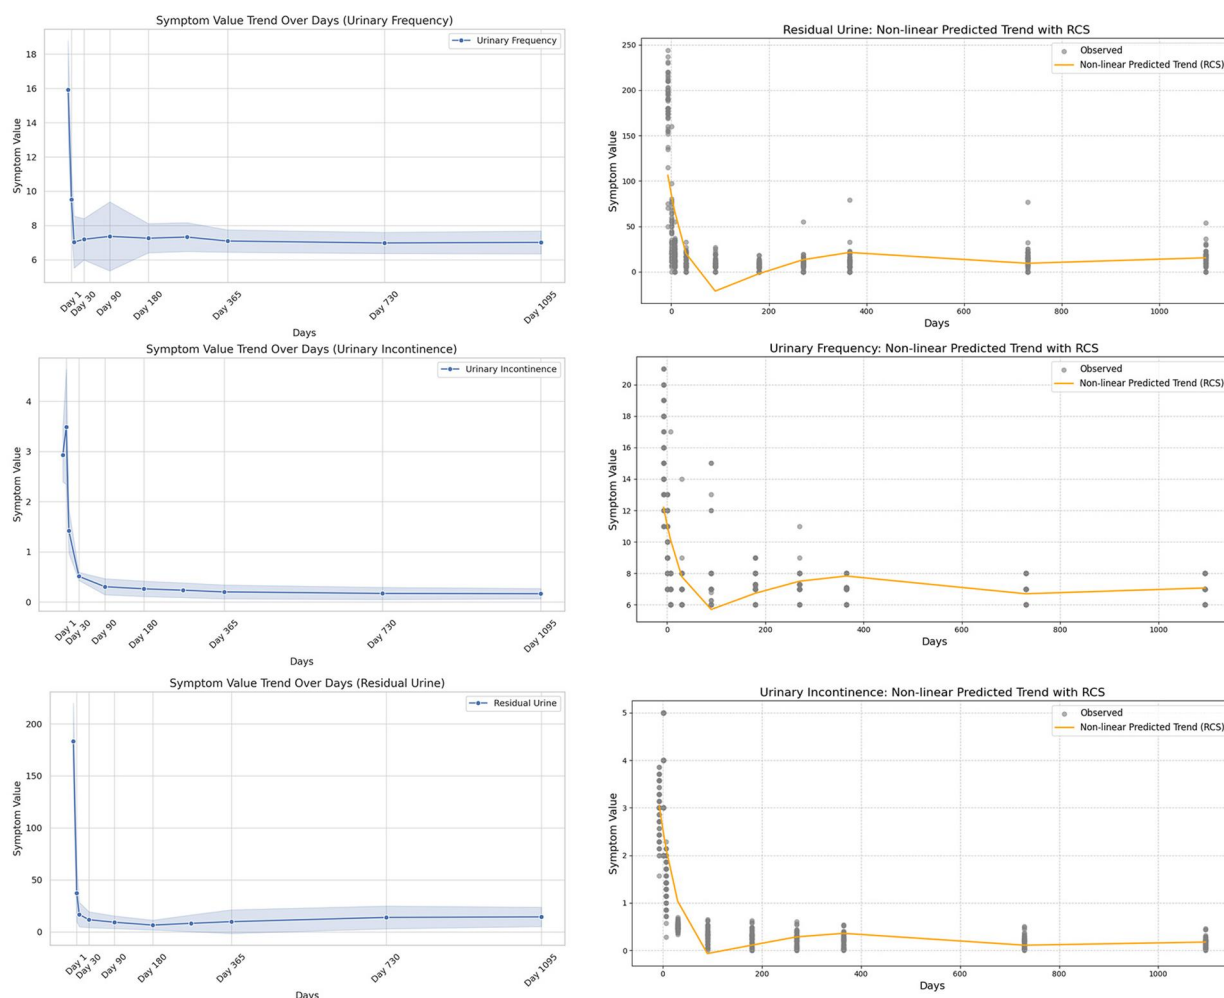 Symptom Value Trend Over Days (Urinary Frequency)
Urinary Frequency
Symptom Value
18
16
14
12
10
8
6
Day 1
Day 30
Day 90
Day 180
Day 365
Day 730
Day 1095
Days
Residual Urine: Non-linear Predicted Trend with RCS
Observed
Non-linear Predicted Trend (RCS)
Symptom Value
250
200
150
100
50
0
0
200
400
600
800
1000
Days
Symptom Value Trend Over Days (Urinary Incontinence)
Urinary Incontinence
Symptom Value
4
3
2
1
0
Day 1
Day 30
Day 90
Day 180
Day 365
Day 730
Day 1095
Days
Urinary Frequency: Non-linear Predicted Trend with RCS
Observed
Non-linear Predicted Trend (RCS)
Symptom Value
20
18
16
14
12
10
8
6
0
200
400
600
800
1000
Days
Symptom Value Trend Over Days (Residual Urine)
Residual Urine
Symptom Value
200
150
100
50
0
Day 1
Day 30
Day 90
Day 180
Day 365
Day 730
Day 1095
Days
Urinary Incontinence: Non-linear Predicted Trend with RCS
Observed
Non-linear Predicted Trend (RCS)
Symptom Value
5
4
3
2
1
0
0
200
400
600
800
1000
Days